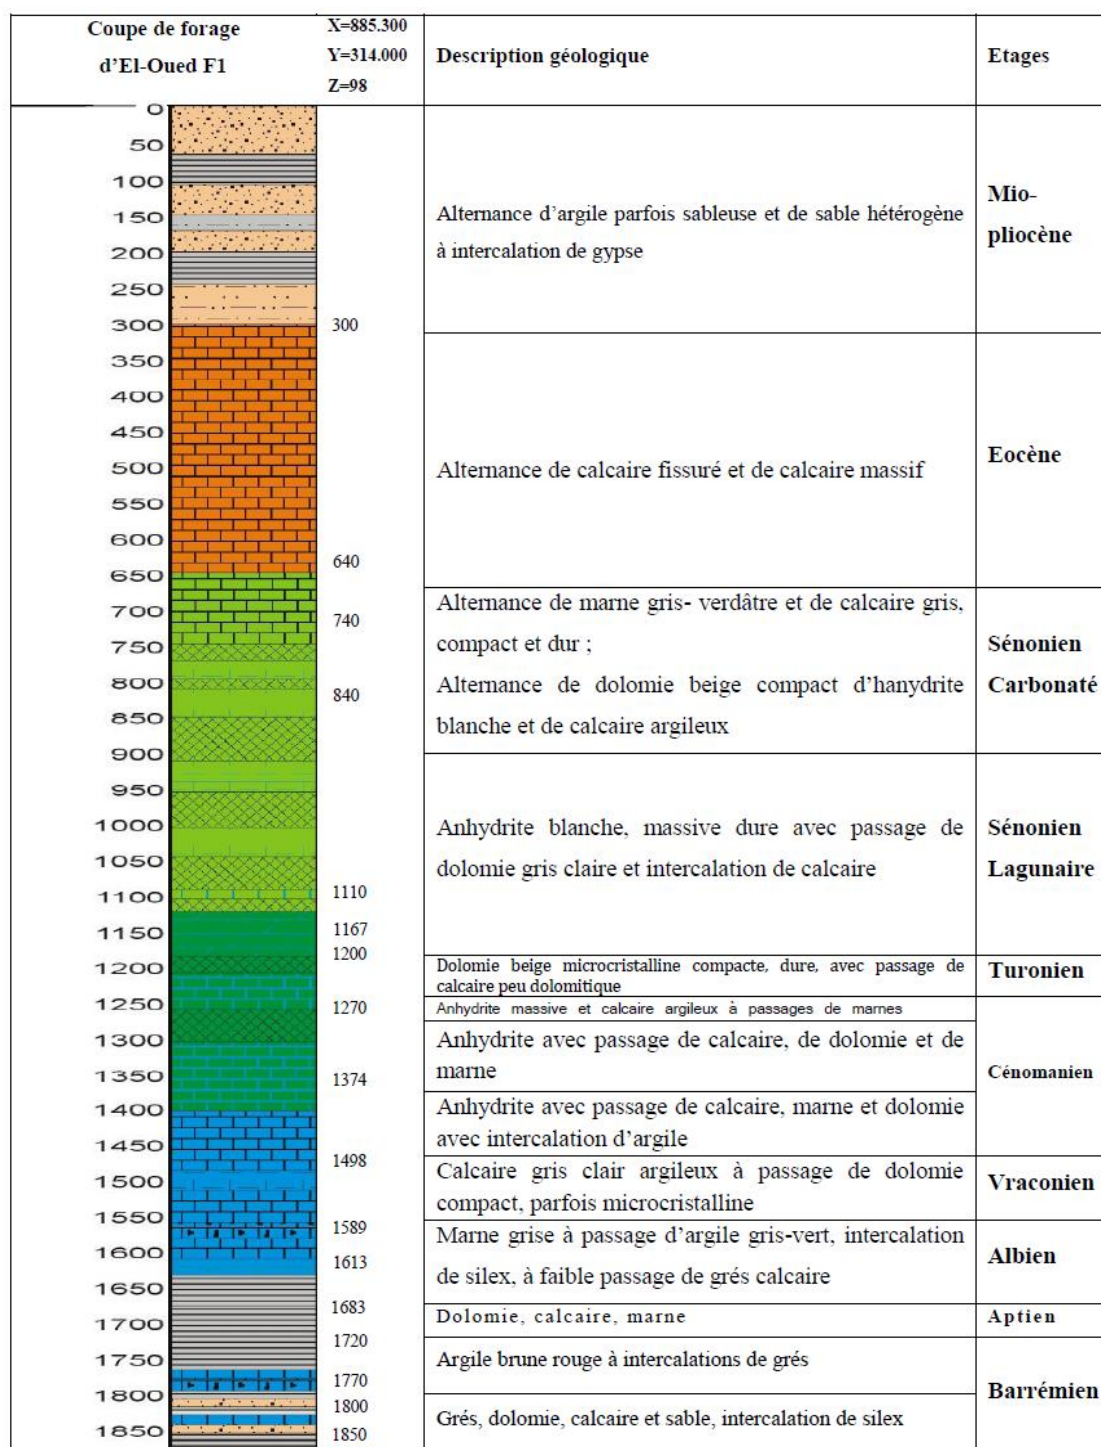 Coupe de forage
d’El-Oued F1
X=885.300
Y=314.000
Z=98
Description géologique
Etages
0
50
100
150
200
250
300
350
400
450
500
550
600
650
700
750
800
850
900
950
1000
1050
1100
1150
1200
1250
1300
1350
1400
1450
1500
1550
1600
1650
1700
1750
1800
1850
300
640
740
840
1110
1167
1200
1270
1374
1498
1589
1613
1683
1720
1770
1800
1850
Alternance d’argile parfois sableuse et de sable hétérogène
à intercalation de gypse
Mio-
pliocène
Alternance de calcaire fissuré et de calcaire massif
Eocène
Alternance de marne gris- verdâtre et de calcaire gris,
compact et dur ;
Alternance de dolomie beige compact d’hanydrite
blanche et de calcaire argileux
Sénonien
Carbonaté
Anhydrite blanche, massive dure avec passage de
dolomie gris claire et intercalation de calcaire
Sénonien
Lagunaire
Dolomie beige microcristalline compacte, dure, avec passage de
calcaire peu dolomitique
Turonien
Anhydrite massive et calcaire argileux à passages de marnes
Anhydrite avec passage de calcaire, de dolomie et de
marne
Anhydrite avec passage de calcaire, marne et dolomie
avec intercalation d’argile
Cénomanien
Calcaire gris clair argileux à passage de dolomie
compact, parfois microcristalline
Vraconien
Marne grise à passage d’argile gris-vert, intercalation
de silex, à faible passage de grés calcaire
Albien
Dolomie, calcaire, marne
Aptien
Argile brune rouge à intercalations de grés
Grés, dolomie, calcaire et sable, intercalation de silex
Barrémien